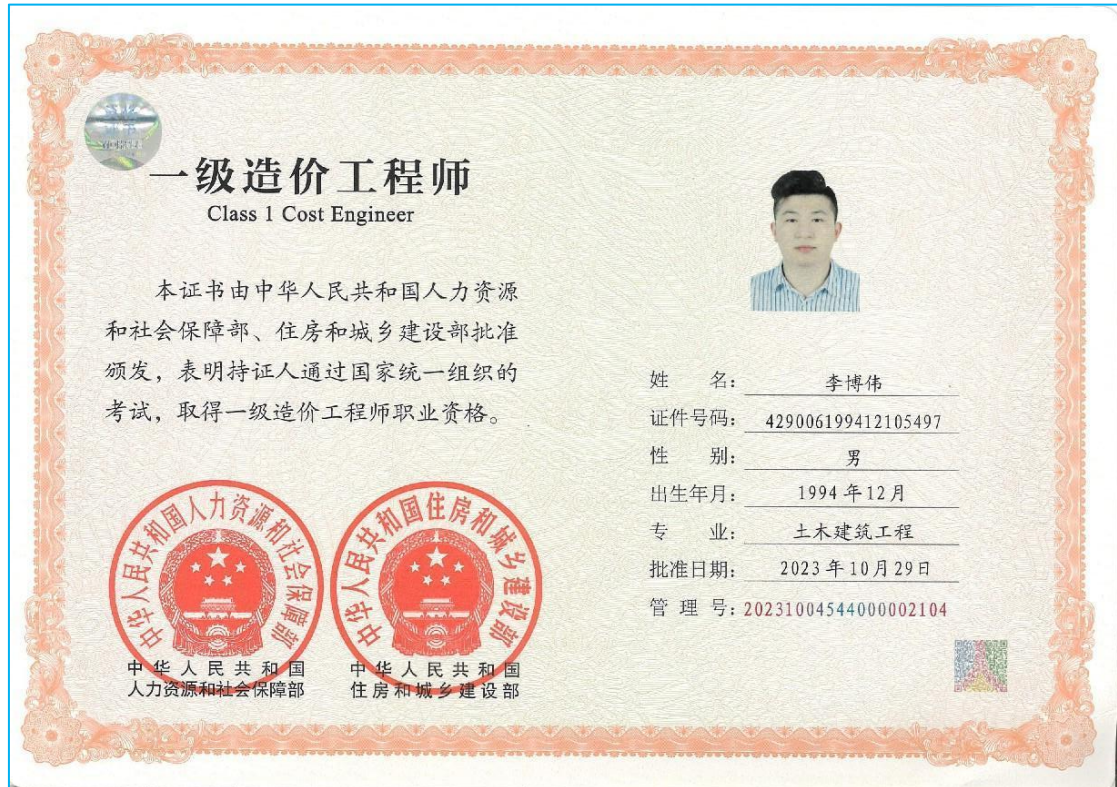 一级造价工程师
Class 1 Cost Engineer
本证书由中华人民共和国人力资源
和社会保障部、住房和城乡建设部批准
颁发,表明持证人通过国家统一组织的
考试,取得一级造价工程师职业资格。
中华人民共和国人力资源和社会保障部
中华人民共和国
人力资源和社会保障部
中华人民共和国住房和城乡建设部
中华人民共和国
住房和城乡建设部
姓 名: 李博伟
证件号码: 429006199412105497
性 别: 男
出生年月: 1994年12月
专 业: 土木建筑工程
批准日期: 2023年10月29日
管 理 号: 20231004544000002104